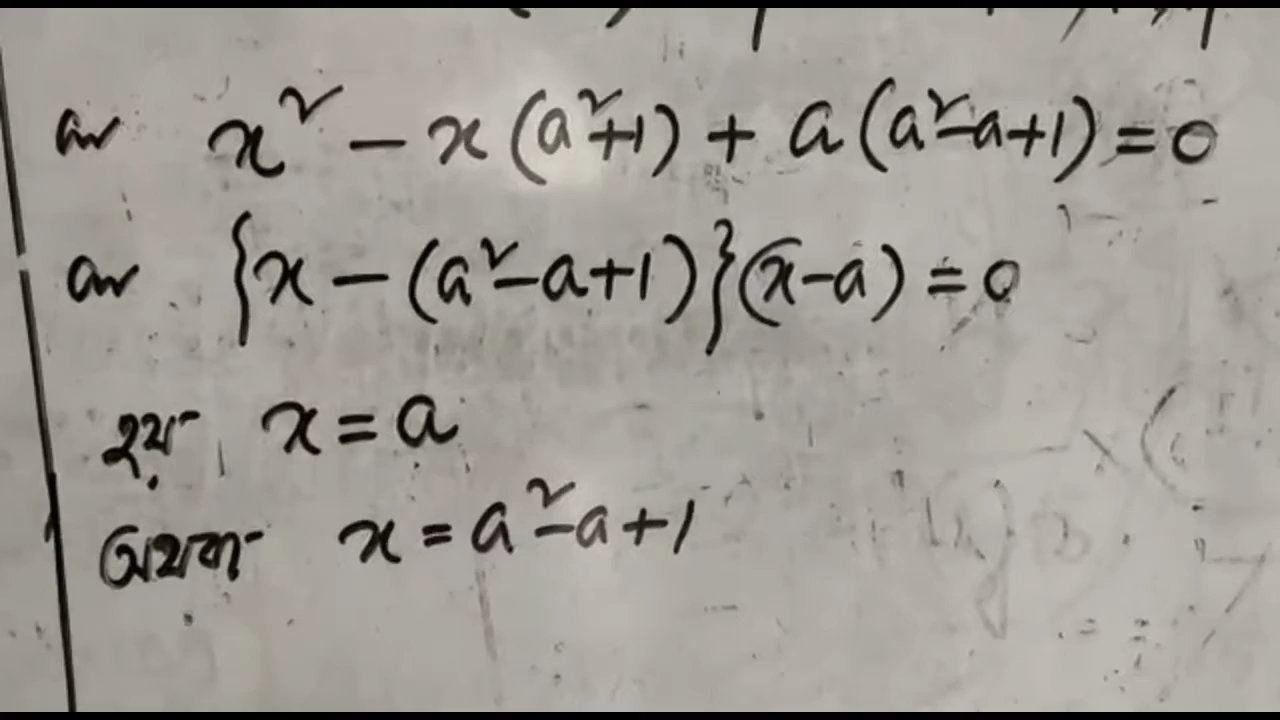 বা x² - x(a²+1) + a(a²-a+1) = 0
বা {x - (a²-a+1)}(x-a) = 0
হয় x = a
অথবা x = a²-a+1